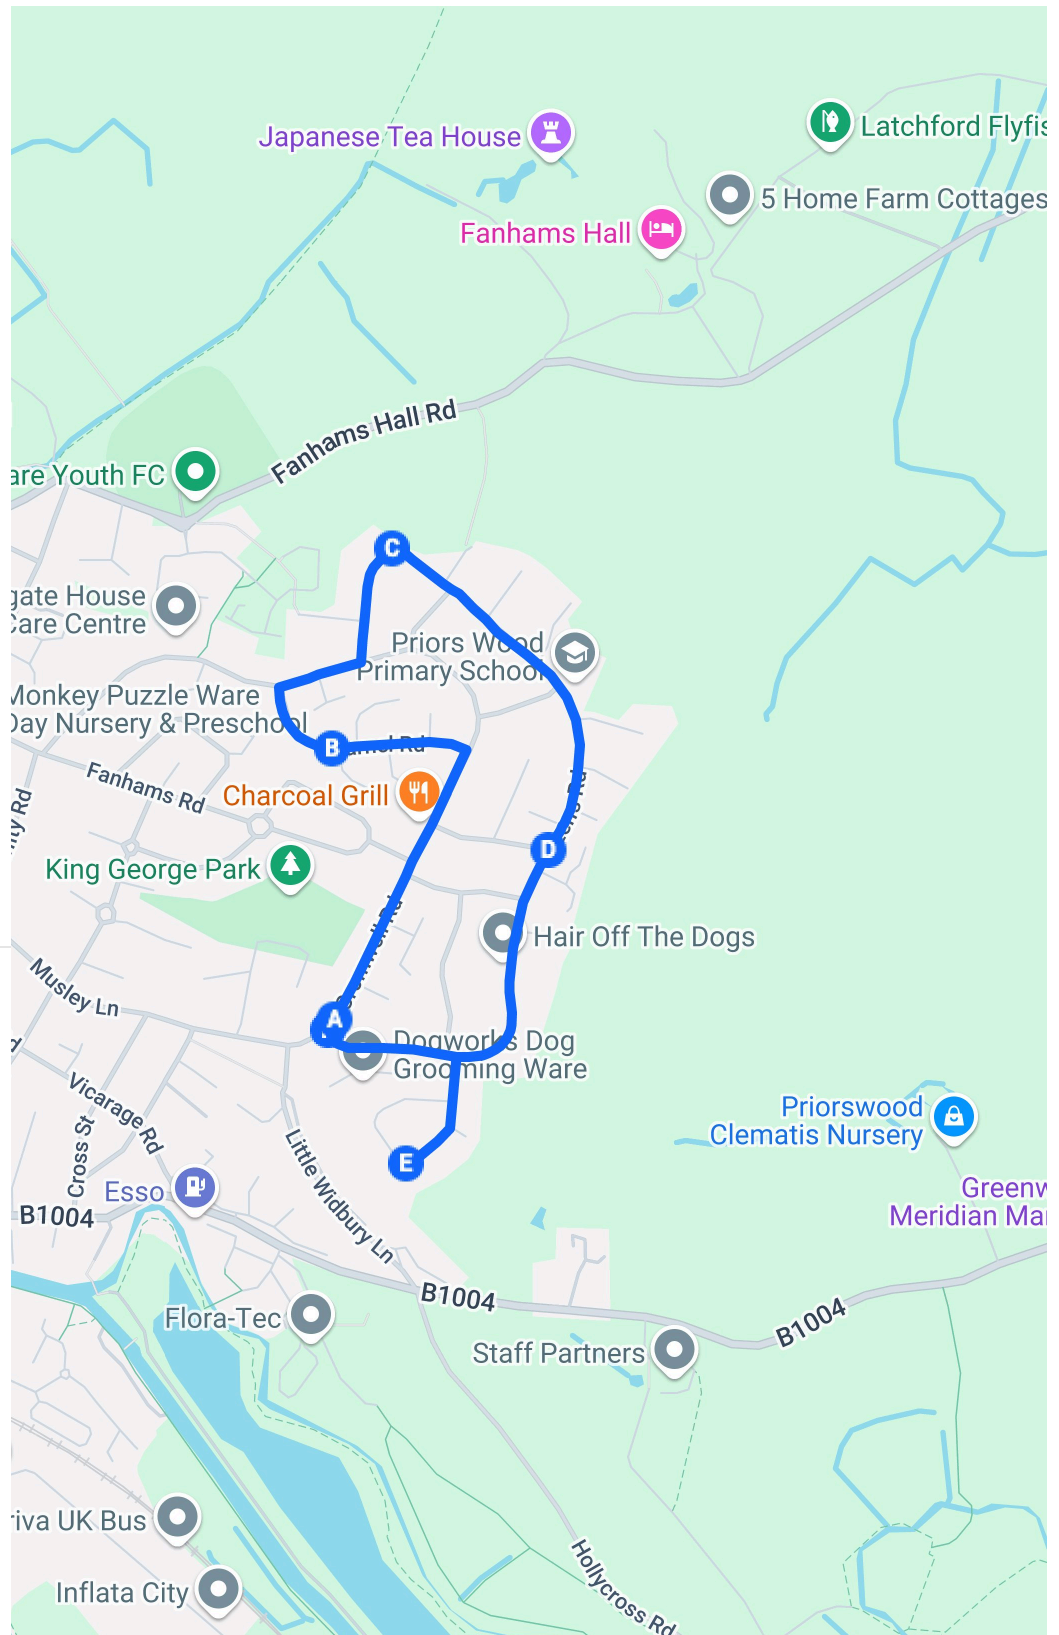 Japanese Tea House
Latchford Flyfis
5 Home Farm Cottages
Fanhams Hall
Fanhams Hall Rd
are Youth FC
C
gate House
Care Centre
Priors Wood
Primary School
Monkey Puzzle Ware
Day Nursery & Preschool
B
Fanhams Rd
Charcoal Grill
D
King George Park
Hair Off The Dogs
Musley Ln
A
Dogworks Dog
Grooming Ware
Vicarage Rd
Cross St
Little Widbury Ln
E
Priorswood
Clematis Nursery
Esso
B1004
Greenw
Meridian Mar
B1004
B1004
Flora-Tec
Staff Partners
riva UK Bus
Inflata City
Hollycross Rd